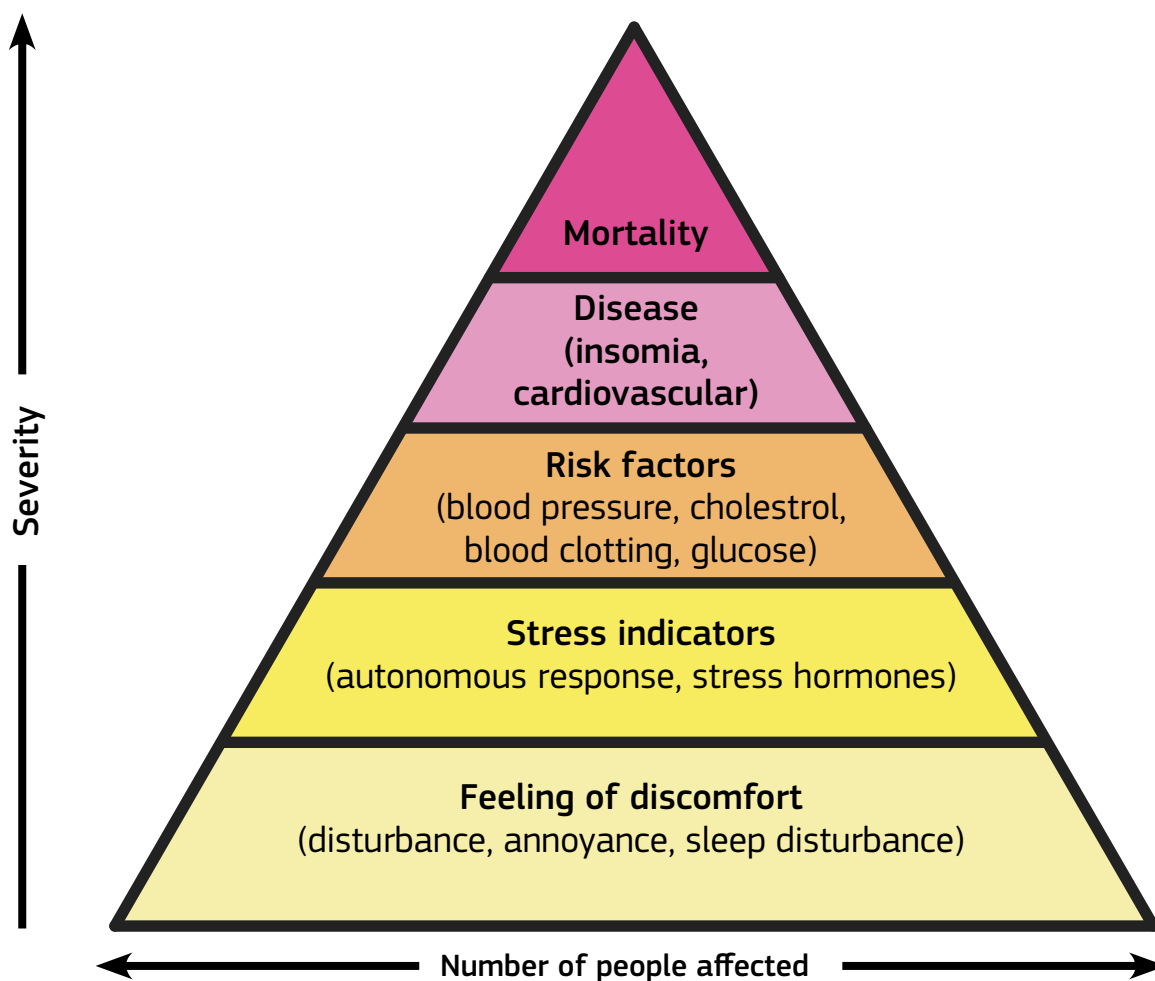 Severity
Mortality
Disease
(insomia,
cardiovascular)
Risk factors
(blood pressure, cholestrol,
blood clotting, glucose)
Stress indicators
(autonomous response, stress hormones)
Feeling of discomfort
(disturbance, annoyance, sleep disturbance)
Number of people affected